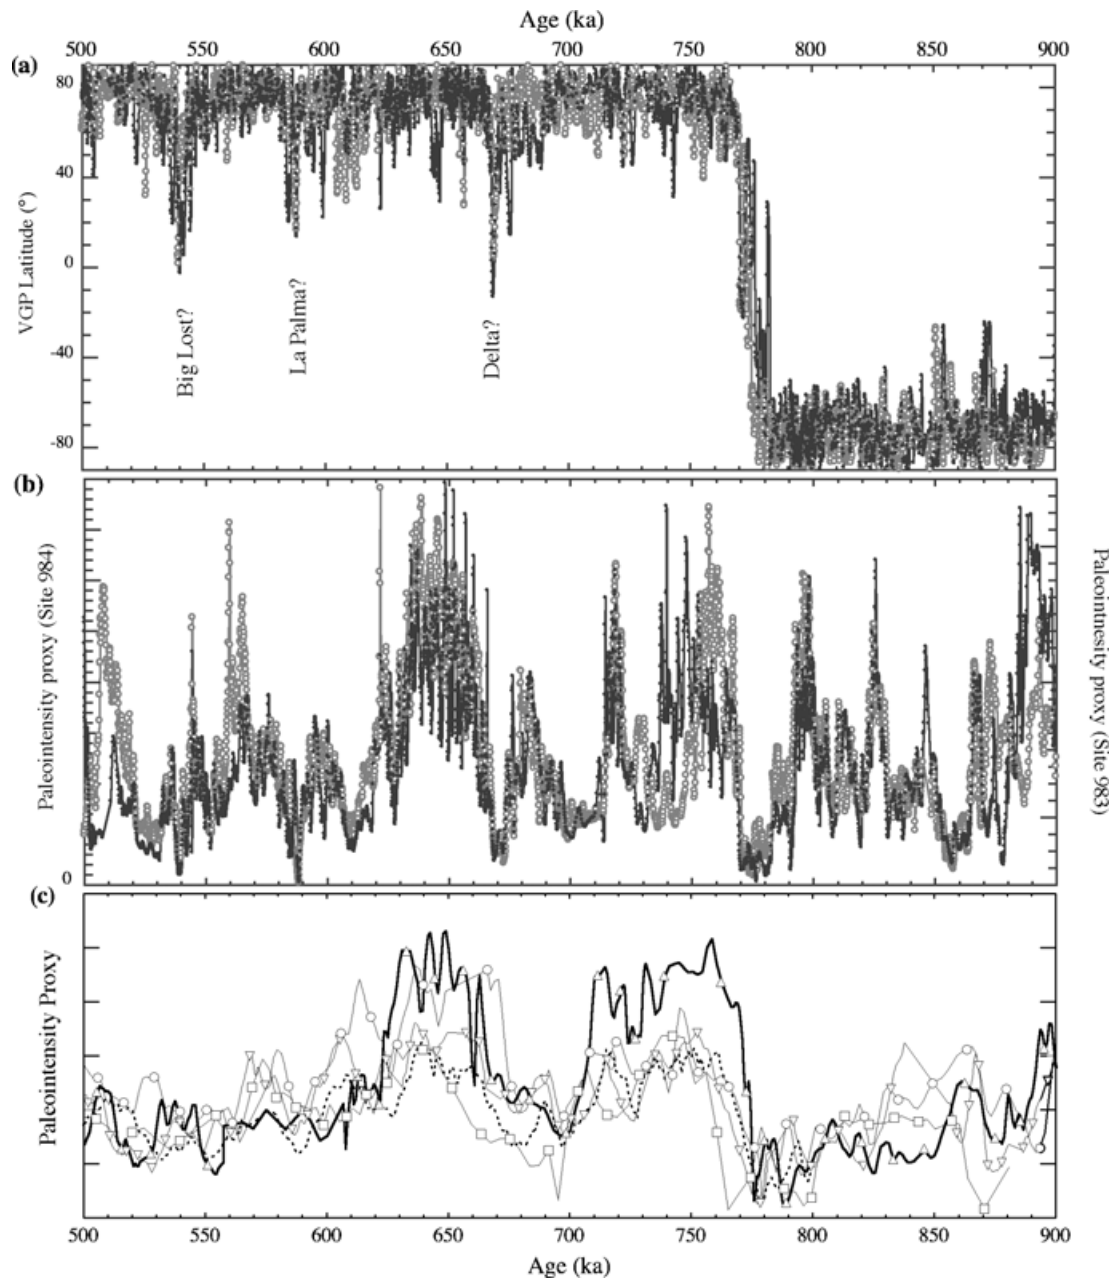 Age (ka)
500 550 600 650 700 750 800 850 900
(a)
80
40
0
-40
-80
VGP Latitude (°)
Big Lost?
La Palma?
Delta?
(b)
Paleointensity proxy (Site 984)
0
Paleointnesity proxy (Site 983)
(c)
Paleointensity Proxy
500 550 600 650 700 750 800 850 900
Age (ka)